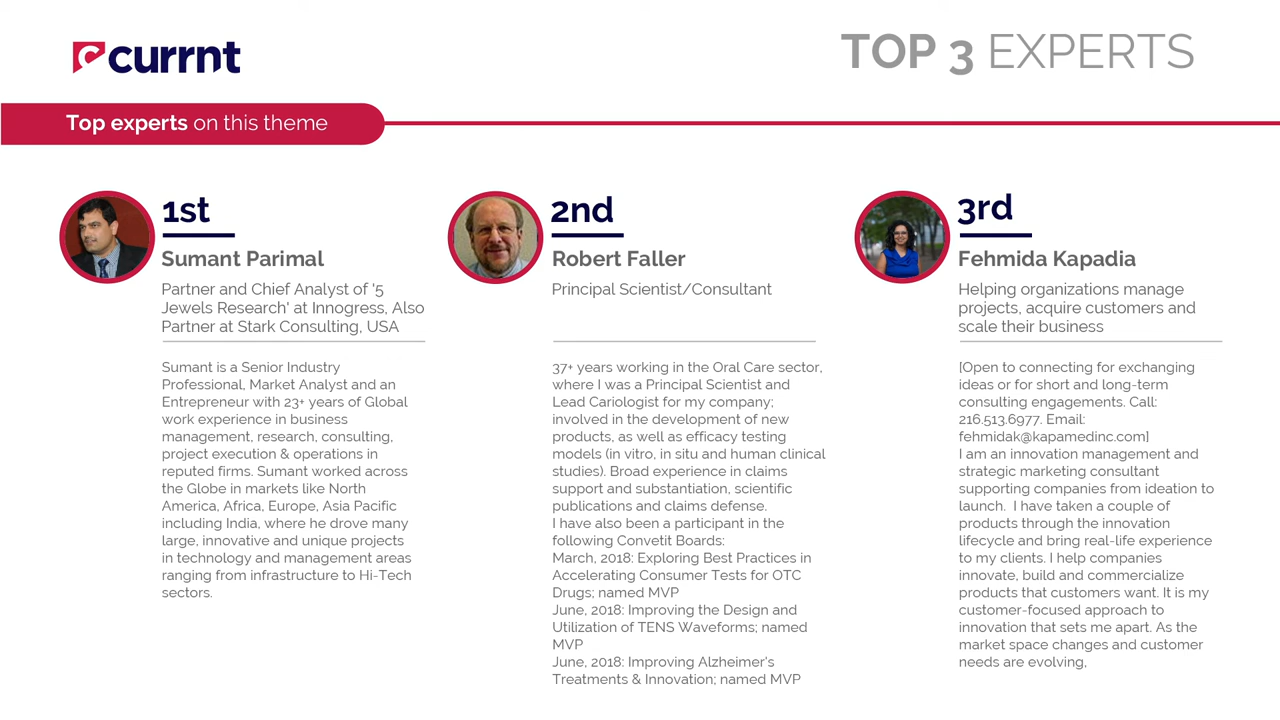 currnt
TOP 3 EXPERTS
Top experts on this theme
1st
Sumant Parimal
Partner and Chief Analyst of '5
Jewels Research' at Innogress, Also
Partner at Stark Consulting, USA
Sumant is a Senior Industry
Professional, Market Analyst and an
Entrepreneur with 23+ years of Global
work experience in business
management, research, consulting,
project execution & operations in
reputed firms. Sumant worked across
the Globe in markets like North
America, Africa, Europe, Asia Pacific
including India, where he drove many
large, innovative and unique projects
in technology and management areas
ranging from infrastructure to Hi-Tech
sectors.
2nd
Robert Faller
Principal Scientist/Consultant
37+ years working in the Oral Care sector,
where I was a Principal Scientist and
Lead Cariologist for my company;
involved in the development of new
products, as well as efficacy testing
models (in vitro, in situ and human clinical
studies). Broad experience in claims
support and substantiation, scientific
publications and claims defense.
I have also been a participant in the
following Convetit Boards:
March, 2018: Exploring Best Practices in
Accelerating Consumer Tests for OTC
Drugs; named MVP
June, 2018: Improving the Design and
Utilization of TENS Waveforms; named
MVP
June, 2018: Improving Alzheimer's
Treatments & Innovation; named MVP
3rd
Fehmida Kapadia
Helping organizations manage
projects, acquire customers and
scale their business
[Open to connecting for exchanging
ideas or for short and long-term
consulting engagements. Call:
216.513.6977. Email:
fehmidak@kapamedinc.com]
I am an innovation management and
strategic marketing consultant
supporting companies from ideation to
launch.  I have taken a couple of
products through the innovation
lifecycle and bring real-life experience
to my clients. I help companies
innovate, build and commercialize
products that customers want. It is my
customer-focused approach to
innovation that sets me apart. As the
market space changes and customer
needs are evolving,